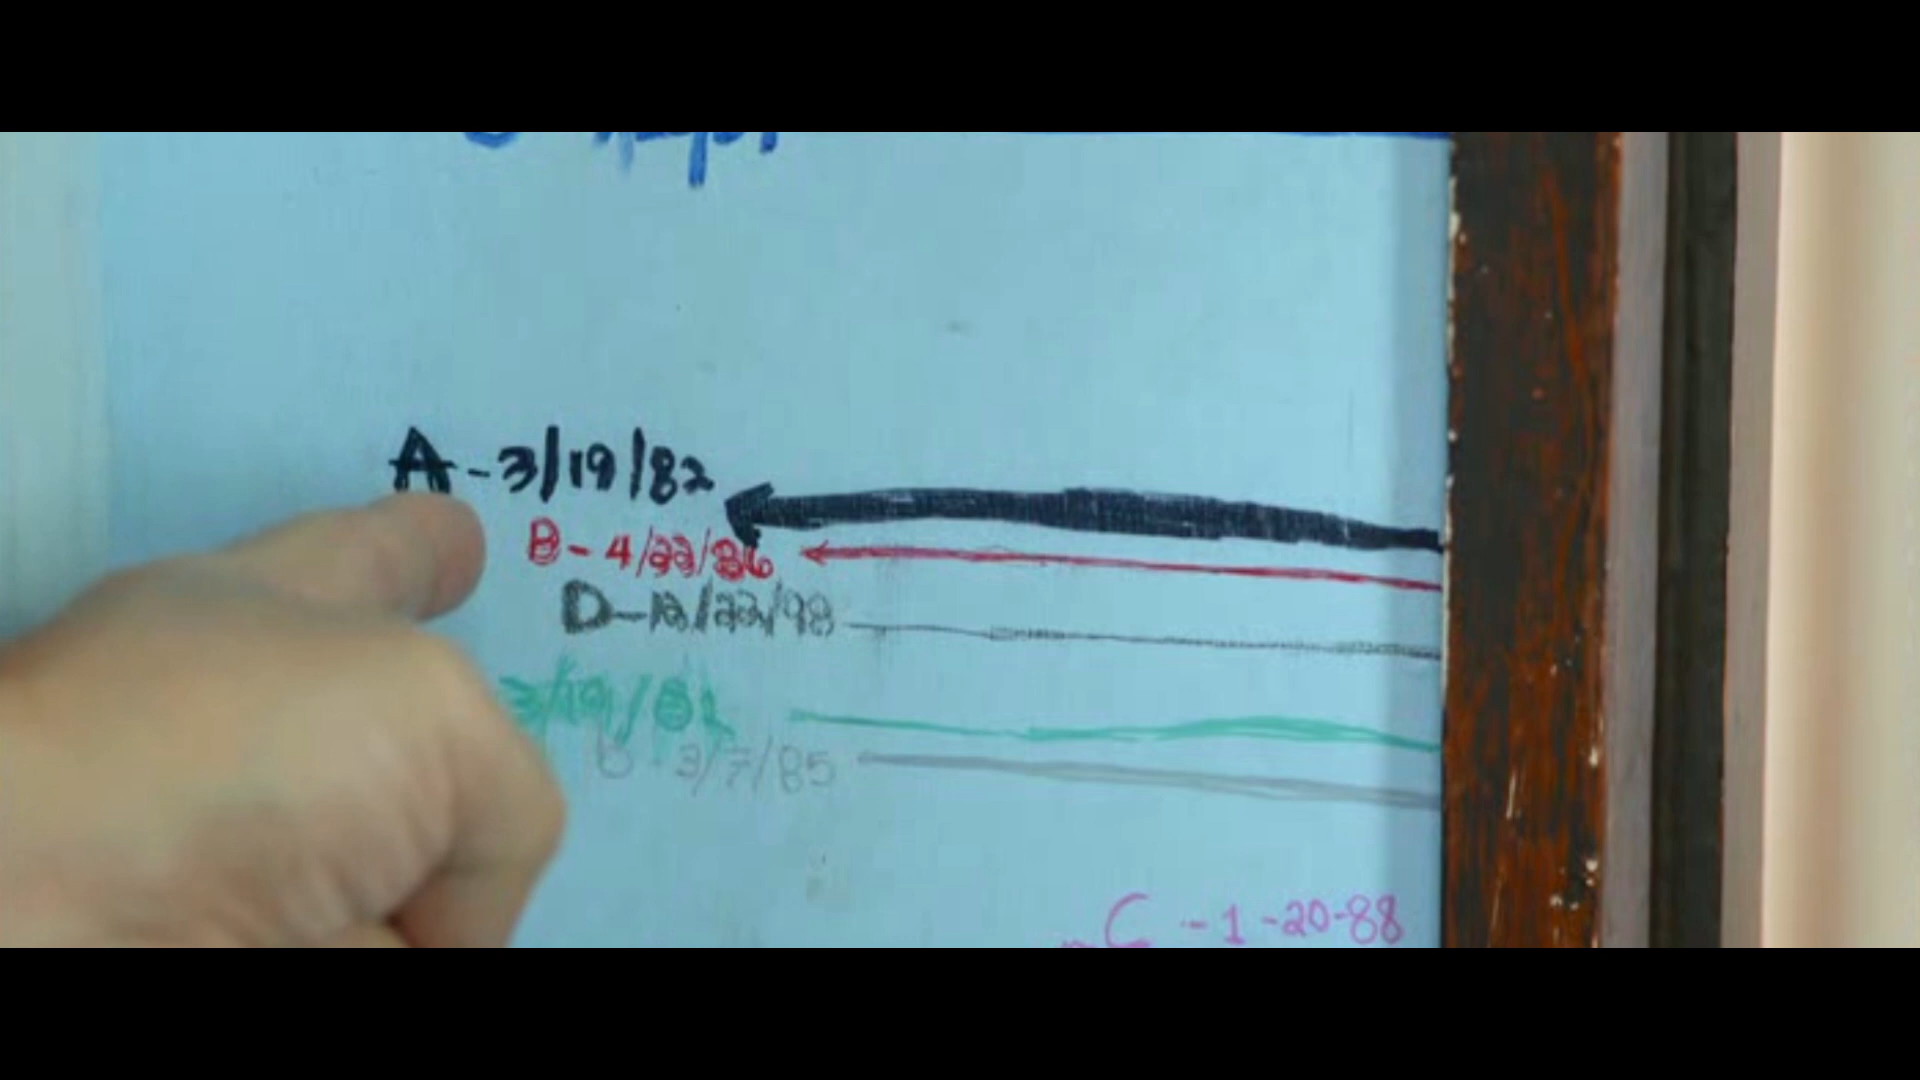 A - 3/19/82
B - 4/22/86
D - 12/22/98
3/19/81
3/7/85
C - 1-20-88